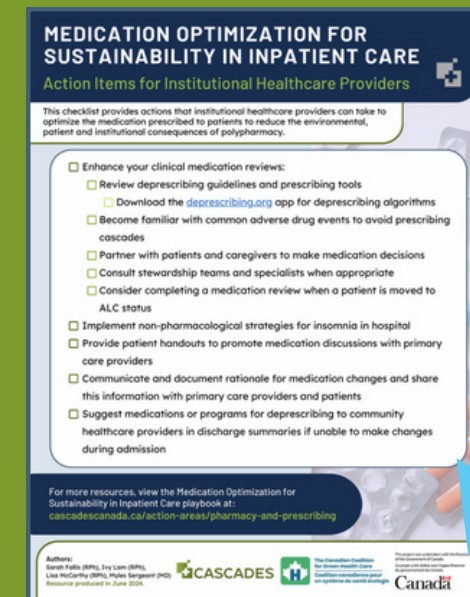 MEDICATION OPTIMIZATION FOR
SUSTAINABILITY IN INPATIENT CARE
Action Items for Institutional Healthcare Providers
This checklist provides actions that institutional healthcare providers can take to
optimize the medication prescribed to patients to reduce the environmental,
patient and institutional consequences of polypharmacy.
Enhance your clinical medication reviews:
Review deprescribing guidelines and prescribing tools
Download the deprescribing.org app for deprescribing algorithms
Become familiar with common adverse drug events to avoid prescribing
cascades
Partner with patients and caregivers to make medication decisions
Consult stewardship teams and specialists when appropriate
Consider completing a medication review when a patient is moved to
ALC status
Implement non-pharmacological strategies for insomnia in hospital
Provide patient handouts to promote medication discussions with primary
care providers
Communicate and document rationale for medication changes and share
this information with primary care providers and patients
Suggest medications or programs for deprescribing to community
healthcare providers in discharge summaries if unable to make changes
during admission
For more resources, view the Medication Optimization for
Sustainability in Inpatient Care playbook at:
cascadescanada.ca/action-areas/pharmacy-and-prescribing
Authors:
Sarah Fallis (RPh), Ivy Lam (RPh),
Lisa McCarthy (RPh), Myles Sergeant (MD)
Resource produced in June 2024.
CASCADES
H
The Canadian Coalition
for Green Health Care
Coalition canadienne pour
un système de santé écologique
Canada